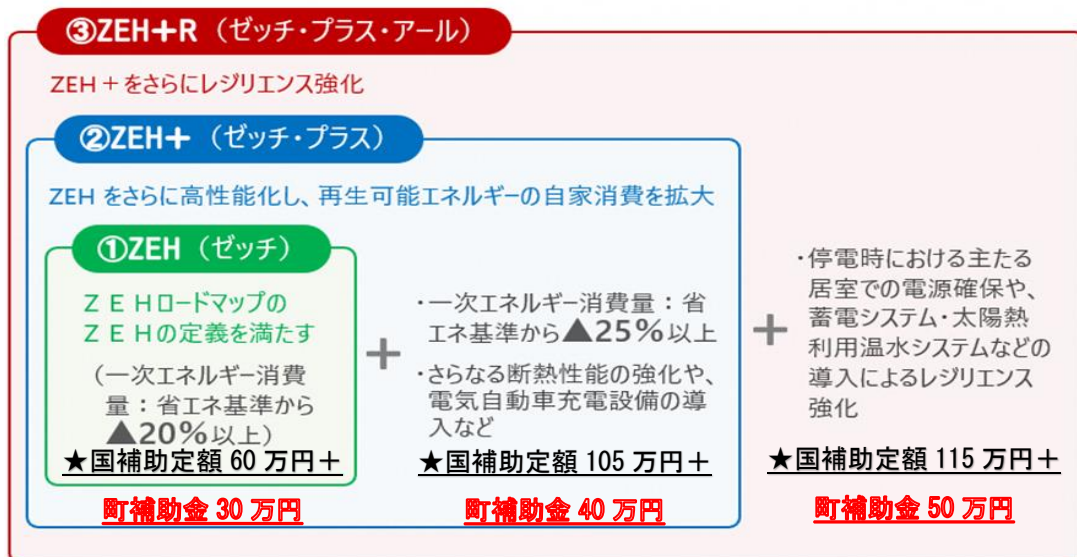 ③ZEH＋R（ゼッチ・プラス・アール）
ZEH＋をさらにレジリエンス強化
②ZEH＋（ゼッチ・プラス）
ZEH をさらに高性能化し、再生可能エネルギーの自家消費を拡大
①ZEH（ゼッチ）
ＺＥＨロードマップの
ＺＥＨの定義を満たす
（一次エネルギー消費
量：省エネ基準から
▲20％以上）
★国補助定額 60 万円＋
町補助金 30 万円
＋
・一次エネルギー消費量：省
エネ基準から▲25％以上
・さらなる断熱性能の強化や、
電気自動車充電設備の導
入など
★国補助定額 105 万円＋
町補助金 40 万円
＋
・停電時における主たる
居室での電源確保や、
蓄電システム・太陽熱
利用温水システムなどの
導入によるレジリエンス
強化
★国補助定額 115 万円＋
町補助金 50 万円